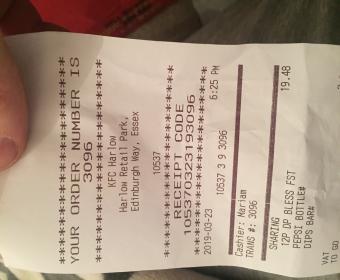 ************************
YOUR ORDER NUMBER IS
3096
************************
KFC Harlow
Harlow Retail Park,
Edinburgh Way, Essex
10537
************************
RECEIPT CODE
10537032319 3096
************************
2019-03-23 6:25 PM
10537 3 9 3096
Cashier: Mariam
TRANS #: 3096
SHARING 19.48
12P DP BLESS FST
PEPSI BOTTLE#
DIPS BAR#
VAT
TO GO